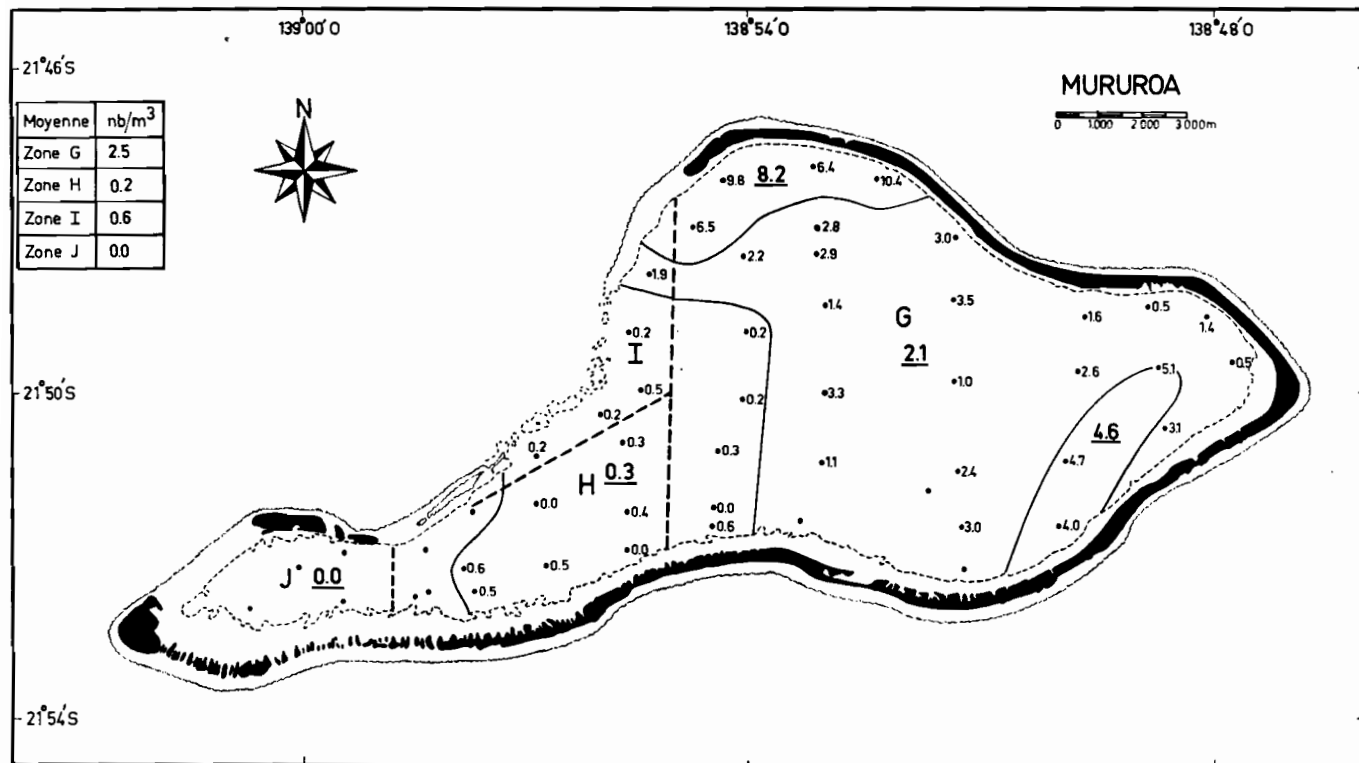 139°00'O 138°54'O 138°48'O
21°46'S
MURUROA
0 1000 2000 3000m
Moyenne nb/m³
Zone G 2.5
Zone H 0.2
Zone I 0.6
Zone J 0.0
N
9.8 8.2 6.4 10.4
6.5 2.8 3.0
2.2 2.9
1.9
1.4 3.5 0.5
G 1.6 1.4
0.2 0.2
I 2.1
0.5 1.0 2.6 5.1 0.5
21°50'S
0.2 0.2 3.3
0.2 0.3 0.3 3.1
4.6
H 0.3 1.1 2.4 4.7
0.0 0.4 0.0
0.6 3.0 4.0
0.0
J 0.0 0.6 0.5
0.5
21°54'S